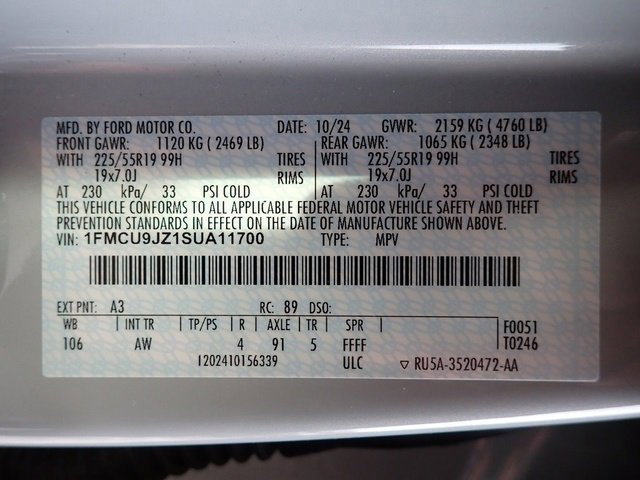 MFD. BY FORD MOTOR CO. DATE: 10/24 GVWR: 2159 KG ( 4760 LB)
FRONT GAWR: 1120 KG ( 2469 LB) REAR GAWR: 1065 KG ( 2348 LB)
WITH 225/55R19 99H TIRES WITH 225/55R19 99H TIRES
19x7.0J RIMS 19x7.0J RIMS
AT 230 kPa/ 33 PSI COLD AT 230 kPa/ 33 PSI COLD
THIS VEHICLE CONFORMS TO ALL APPLICABLE FEDERAL MOTOR VEHICLE SAFETY AND THEFT
PREVENTION STANDARDS IN EFFECT ON THE DATE OF MANUFACTURE SHOWN ABOVE.
VIN: 1FMCU9JZ1SUA11700 TYPE: MPV
EXT PNT: A3 RC: 89 DSO:
WB INT TR TP/PS R AXLE TR SPR F0051
106 AW 4 91 5 FFFF T0246
1202410156339 ULC ▽ RU5A-3520472-AA